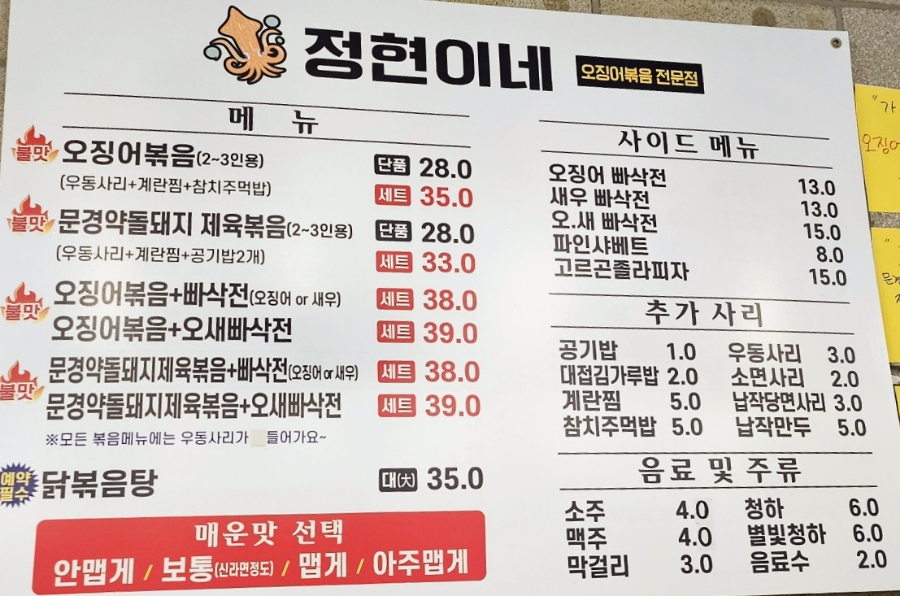 정현이네
오징어볶음 전문점
메 뉴
불맛 오징어볶음(2~3인용) 단품 28.0
(우동사리+계란찜+참치주먹밥) 세트 35.0
불맛 문경약돌돼지 제육볶음(2~3인용) 단품 28.0
(우동사리+계란찜+공기밥2개) 세트 33.0
불맛 오징어볶음+빠삭전(오징어 or 새우) 세트 38.0
오징어볶음+오새빠삭전 세트 39.0
불맛 문경약돌돼지제육볶음+빠삭전(오징어 or 새우) 세트 38.0
문경약돌돼지제육볶음+오새빠삭전 세트 39.0
※모든 볶음메뉴에는 우동사리가 들어가요~
예약필수 닭볶음탕 대(大) 35.0
매운맛 선택
안맵게 / 보통(신라면정도) / 맵게 / 아주맵게
사이드 메뉴
오징어 빠삭전 13.0
새우 빠삭전 13.0
오.새 빠삭전 15.0
파인샤베트 8.0
고르곤졸라피자 15.0
추가 사리
공기밥 1.0 우동사리 3.0
대접김가루밥 2.0 소면사리 2.0
계란찜 5.0 납작당면사리 3.0
참치주먹밥 5.0 납작만두 5.0
음료 및 주류
소주 4.0 청하 6.0
맥주 4.0 별빛청하 6.0
막걸리 3.0 음료수 2.0